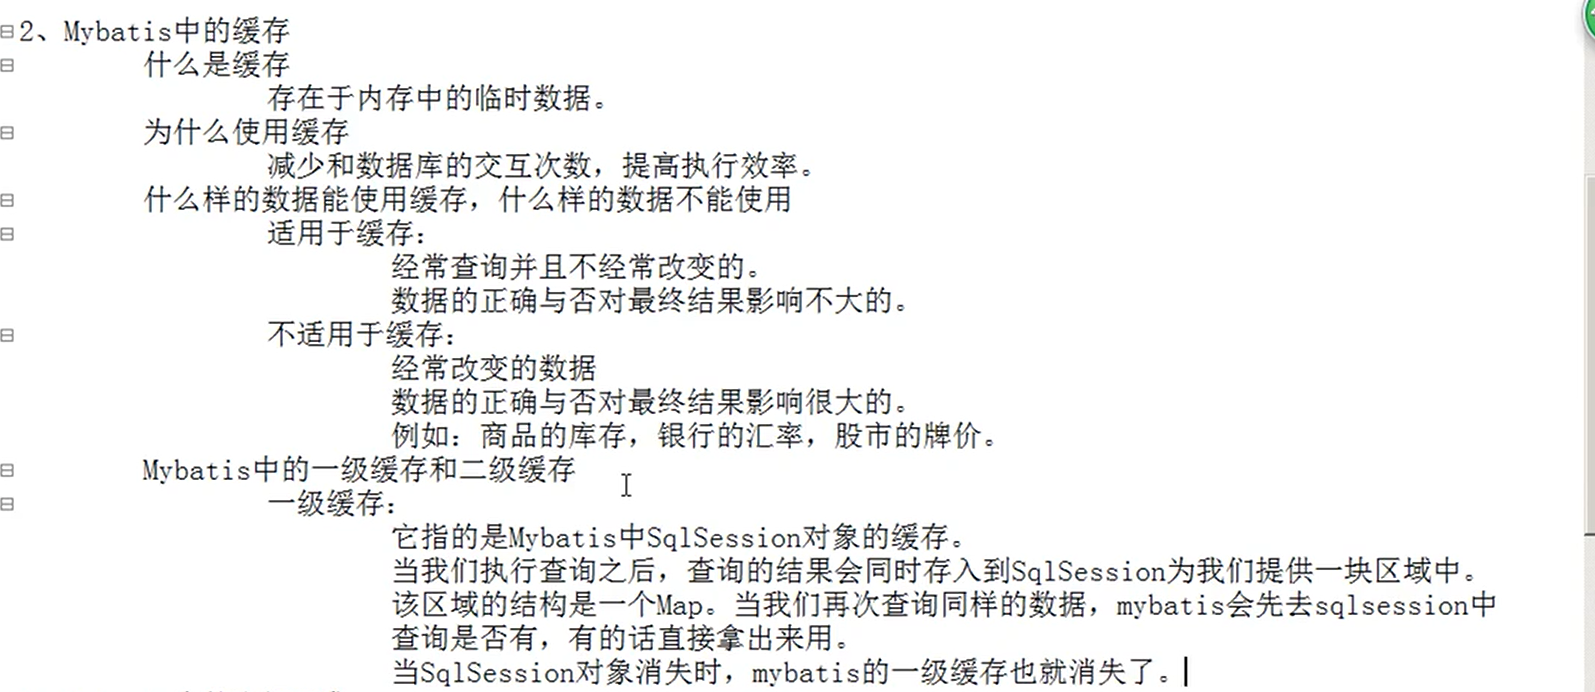 2、Mybatis中的缓存
什么是缓存
存在于内存中的临时数据。
为什么使用缓存
减少和数据库的交互次数，提高执行效率。
什么样的数据能使用缓存，什么样的数据不能使用
适用于缓存：
经常查询并且不经常改变的。
数据的正确与否对最终结果影响不大的。
不适用于缓存：
经常改变的数据
数据的正确与否对最终结果影响很大的。
例如：商品的库存，银行的汇率，股市的牌价。
Mybatis中的一级缓存和二级缓存
一级缓存：
它指的是Mybatis中SqlSession对象的缓存。
当我们执行查询之后，查询的结果会同时存入到SqlSession为我们提供一块区域中。
该区域的结构是一个Map。当我们再次查询同样的数据，mybatis会先去sqlsession中
查询是否有，有的话直接拿出来用。
当SqlSession对象消失时，mybatis的一级缓存也就消失了。